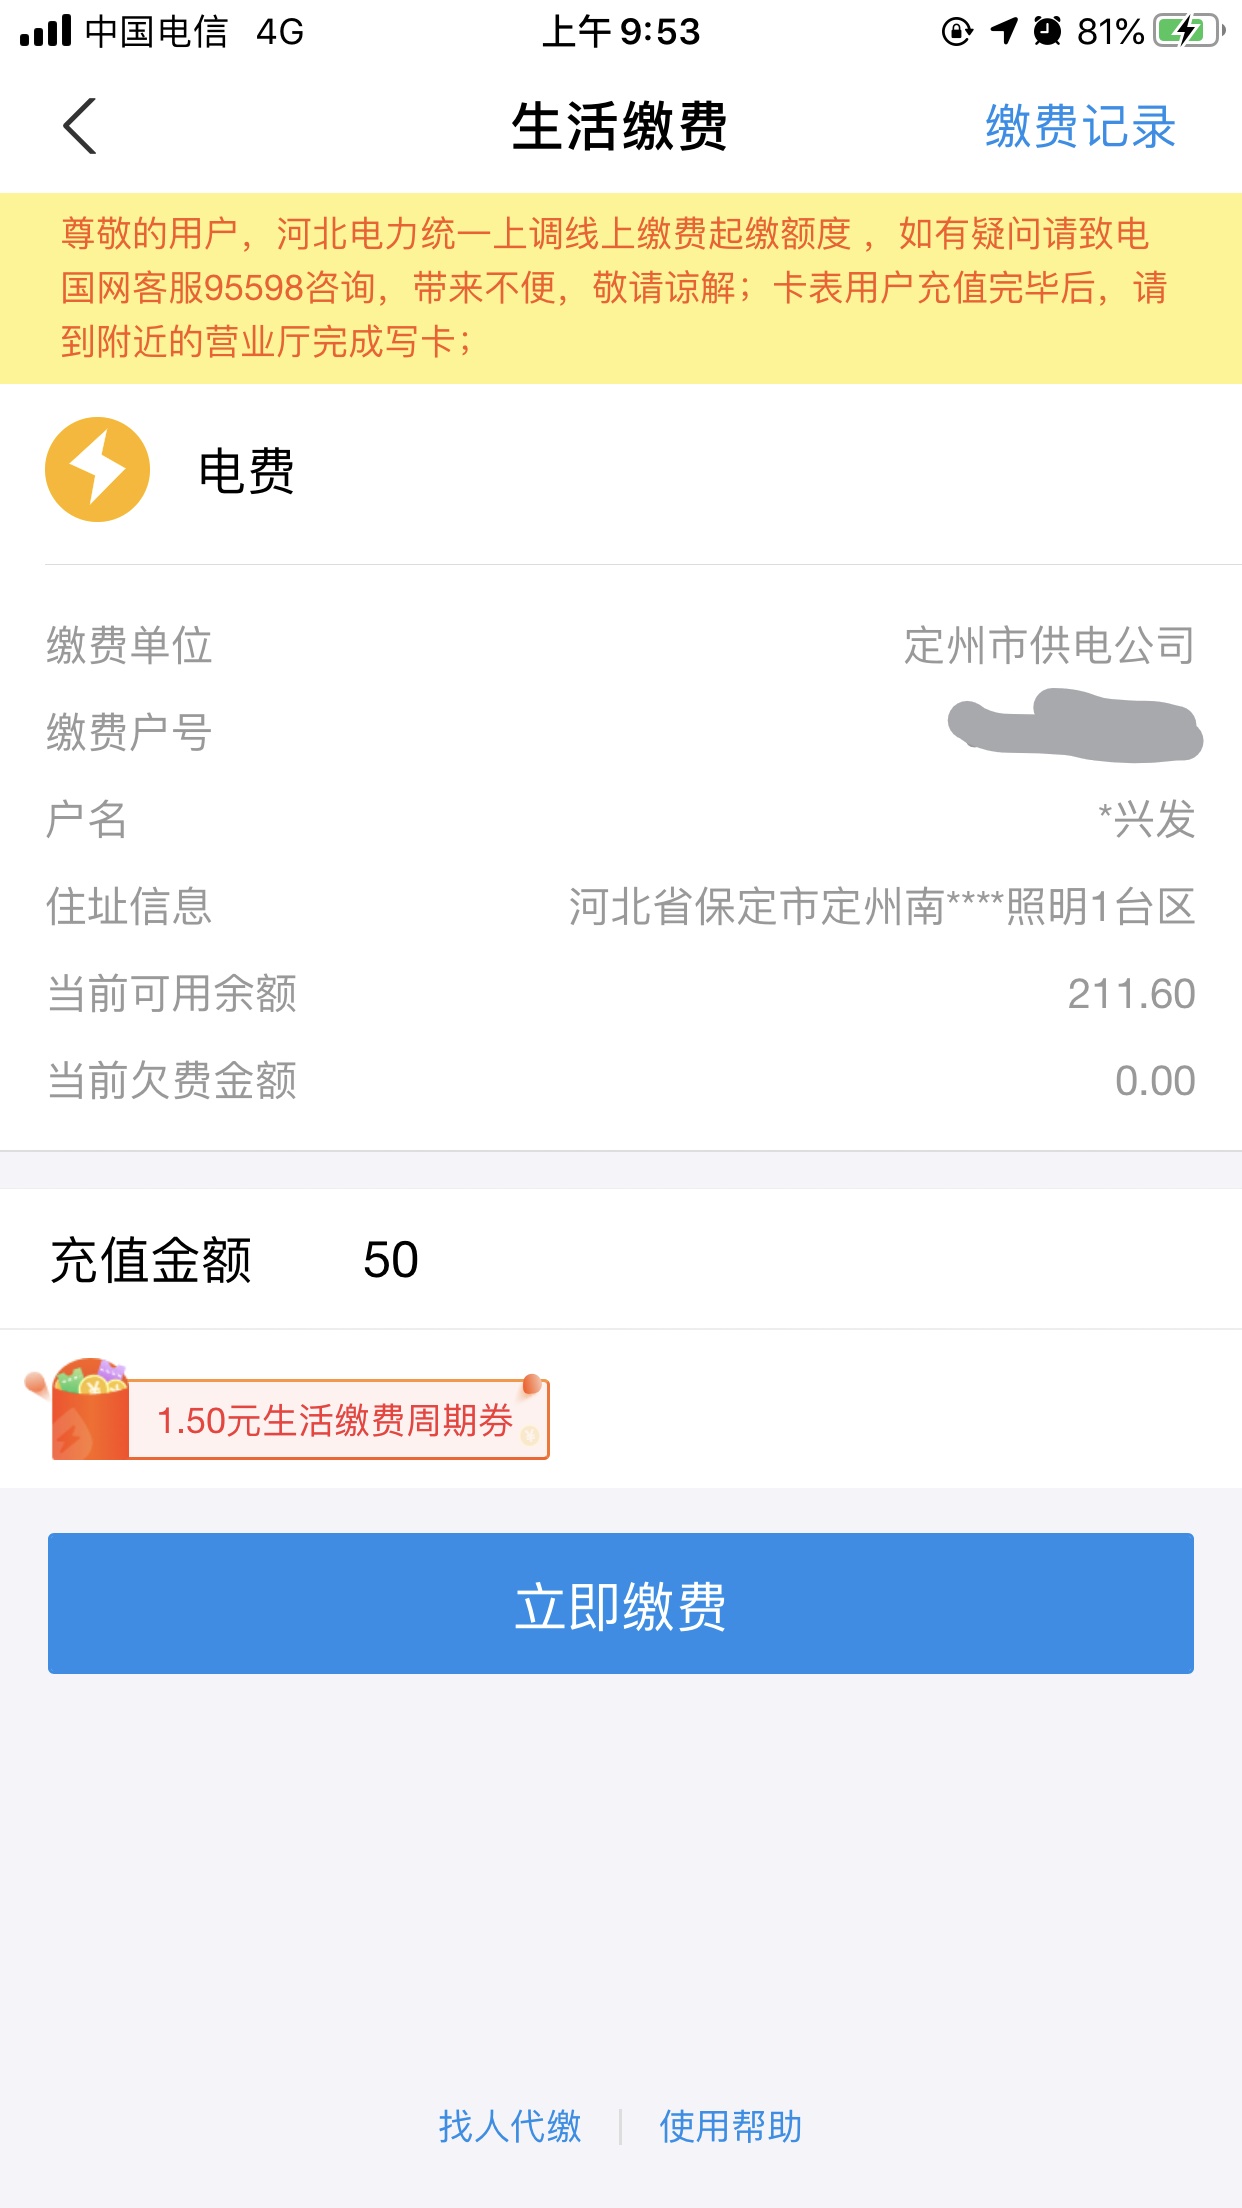 中国电信 4G 上午 9:53 81%
生活缴费 缴费记录
尊敬的用户，河北电力统一上调线上缴费起缴额度 ，如有疑问请致电
国网客服95598咨询，带来不便，敬请谅解；卡表用户充值完毕后，请
到附近的营业厅完成写卡；
电费
缴费单位 定州市供电公司
缴费户号
户名 *兴发
住址信息 河北省保定市定州南****照明1台区
当前可用余额 211.60
当前欠费金额 0.00
充值金额 50
1.50元生活缴费周期券
立即缴费
找人代缴 使用帮助